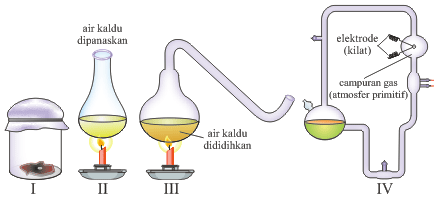 air kaldu
dipanaskan
elektrode
(kilat)
campuran gas
(atmosfer primitif)
air kaldu
dididihkan
I
II
III
IV